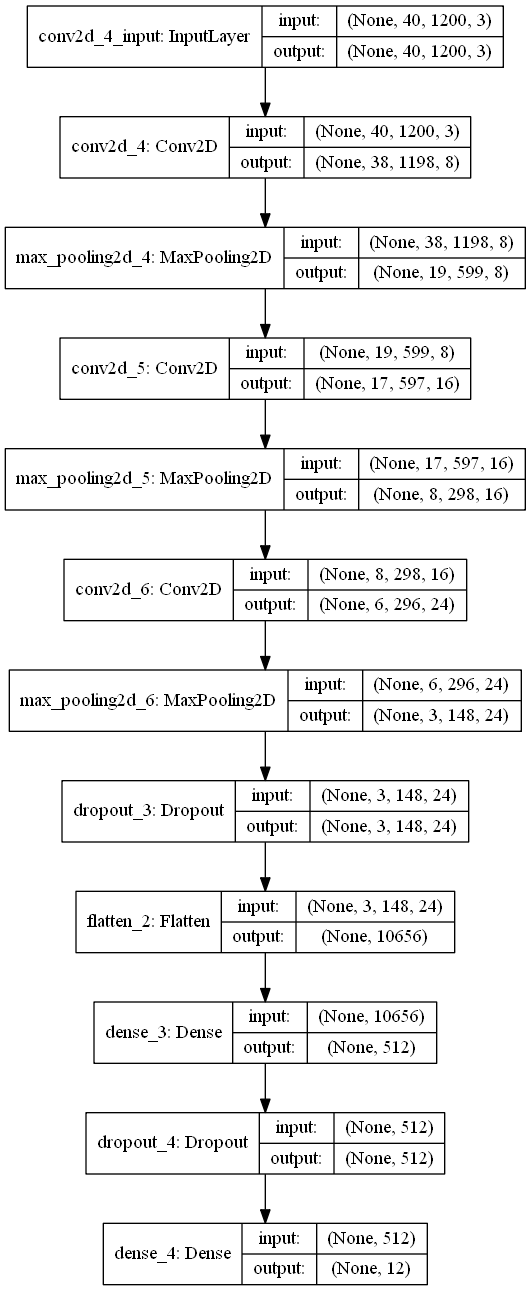 conv2d_4_input: InputLayer
input: (None, 40, 1200, 3)
output: (None, 40, 1200, 3)
conv2d_4: Conv2D
input: (None, 40, 1200, 3)
output: (None, 38, 1198, 8)
max_pooling2d_4: MaxPooling2D
input: (None, 38, 1198, 8)
output: (None, 19, 599, 8)
conv2d_5: Conv2D
input: (None, 19, 599, 8)
output: (None, 17, 597, 16)
max_pooling2d_5: MaxPooling2D
input: (None, 17, 597, 16)
output: (None, 8, 298, 16)
conv2d_6: Conv2D
input: (None, 8, 298, 16)
output: (None, 6, 296, 24)
max_pooling2d_6: MaxPooling2D
input: (None, 6, 296, 24)
output: (None, 3, 148, 24)
dropout_3: Dropout
input: (None, 3, 148, 24)
output: (None, 3, 148, 24)
flatten_2: Flatten
input: (None, 3, 148, 24)
output: (None, 10656)
dense_3: Dense
input: (None, 10656)
output: (None, 512)
dropout_4: Dropout
input: (None, 512)
output: (None, 512)
dense_4: Dense
input: (None, 512)
output: (None, 12)